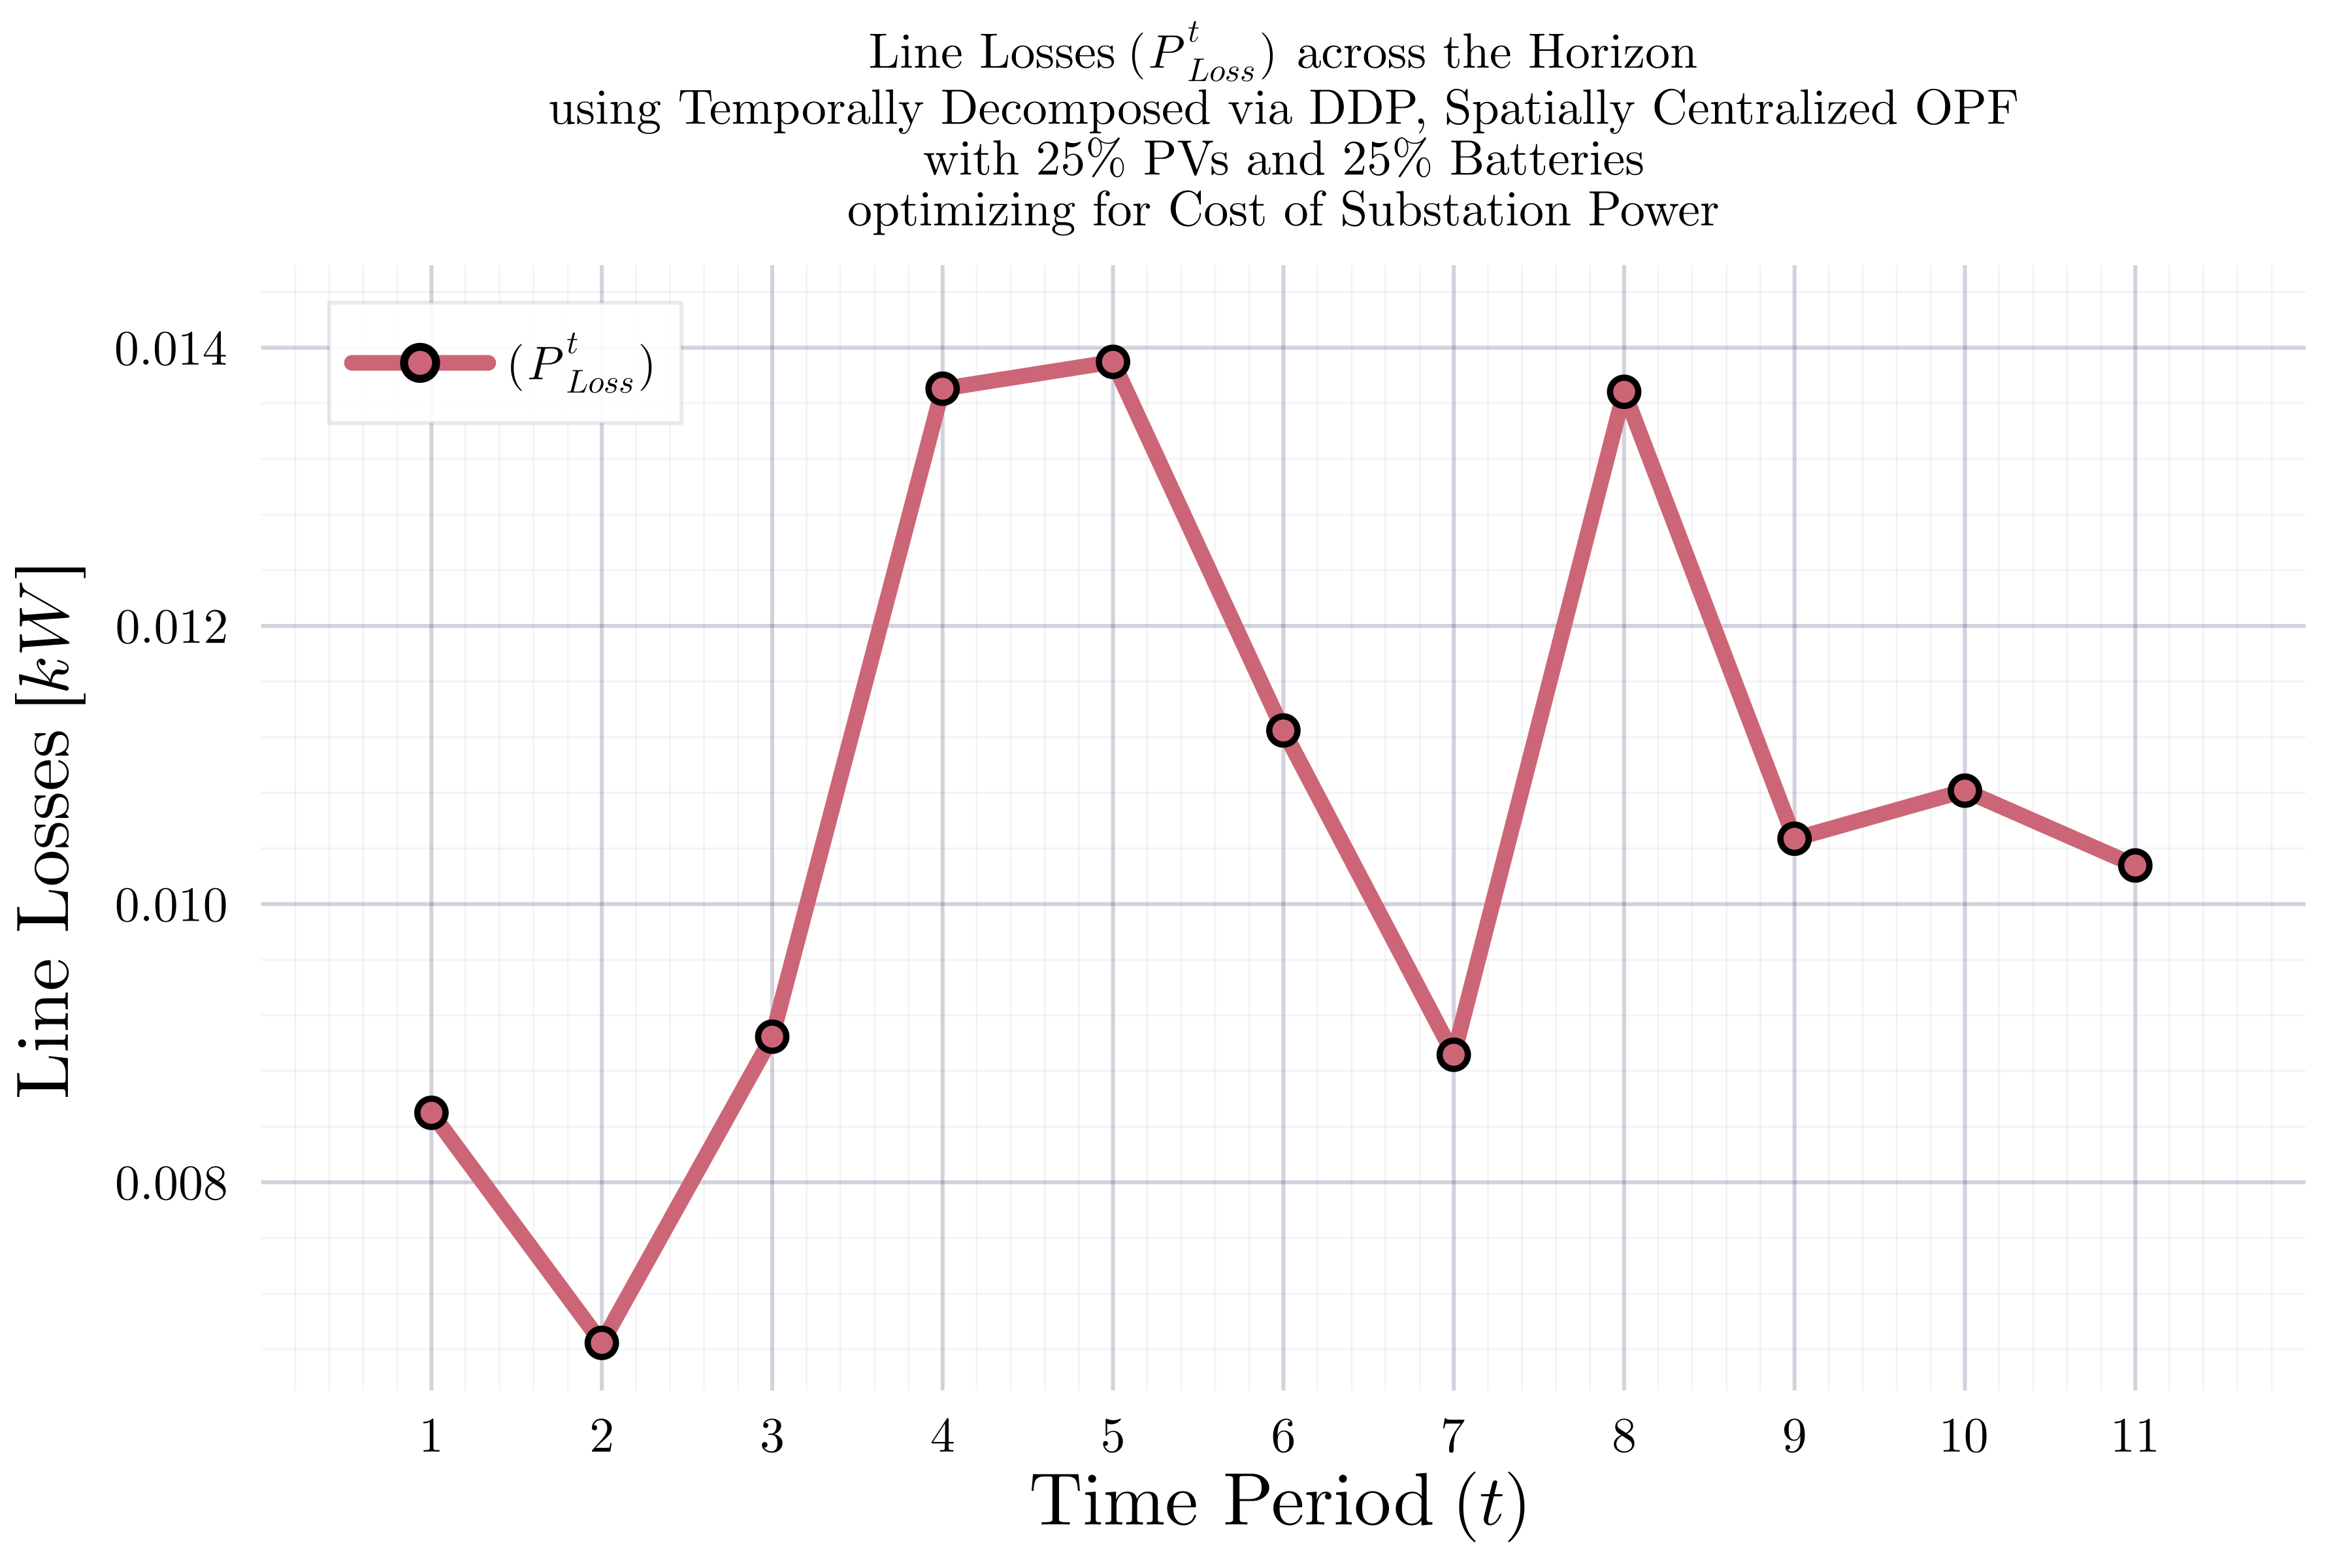 Line Losses (P^t_Loss) across the Horizon
using Temporally Decomposed via DDP, Spatially Centralized OPF
with 25% PVs and 25% Batteries
optimizing for Cost of Substation Power
(P^t_Loss)
Line Losses [kW]
0.014
0.012
0.010
0.008
1 2 3 4 5 6 7 8 9 10 11
Time Period (t)